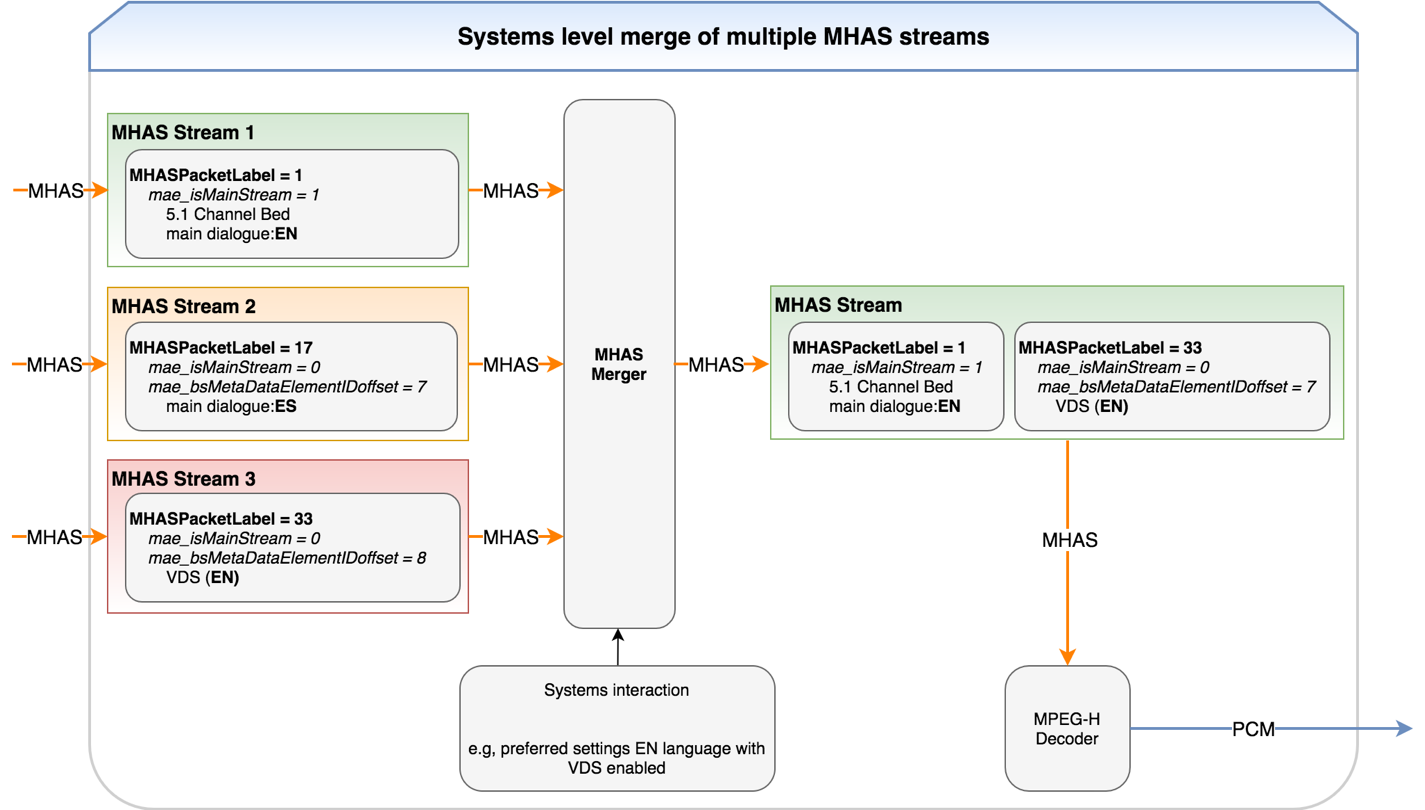 Systems level merge of multiple MHAS streams
MHAS Stream 1
MHASPacketLabel = 1
mae_isMainStream = 1
5.1 Channel Bed
main dialogue:EN
MHAS
MHAS
MHAS Stream 2
MHASPacketLabel = 17
mae_isMainStream = 0
mae_bsMetaDataElementIDoffset = 7
main dialogue:ES
MHAS
MHAS
MHAS Stream 3
MHASPacketLabel = 33
mae_isMainStream = 0
mae_bsMetaDataElementIDoffset = 8
VDS (EN)
MHAS
MHAS
MHAS
Merger
MHAS
MHAS Stream
MHASPacketLabel = 1
mae_isMainStream = 1
5.1 Channel Bed
main dialogue:EN
MHASPacketLabel = 33
mae_isMainStream = 0
mae_bsMetaDataElementIDoffset = 7
VDS (EN)
MHAS
Systems interaction
e.g, preferred settings EN language with
VDS enabled
MPEG-H
Decoder
PCM